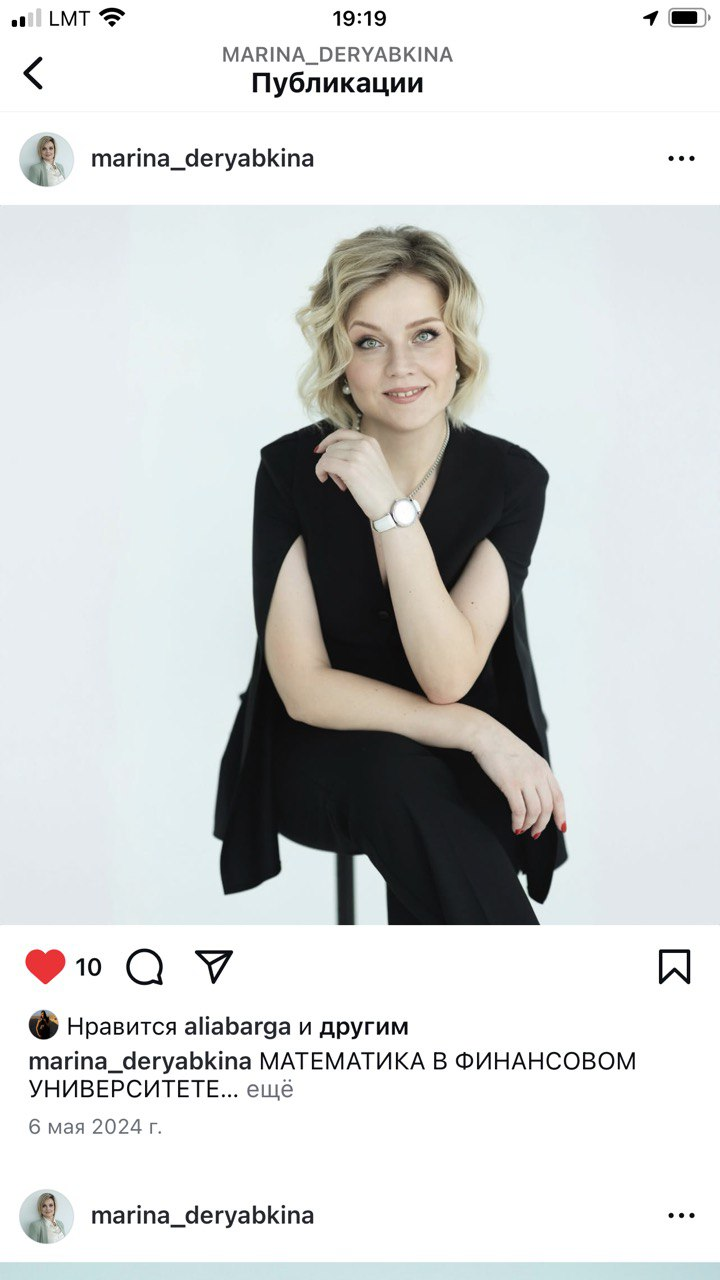 LMT 19:19
MARINA_DERYABKINA
Публикации
marina_deryabkina
10
Нравится aliabarga и другим
marina_deryabkina МАТЕМАТИКА В ФИНАНСОВОМ
УНИВЕРСИТЕТЕ... ещё
6 мая 2024 г.
marina_deryabkina